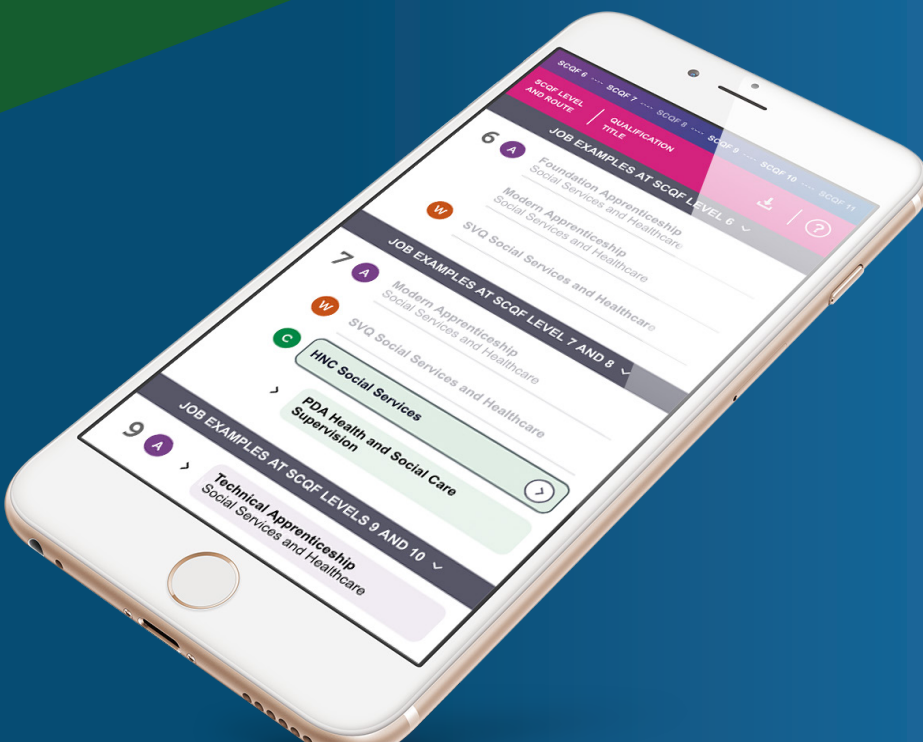 SCQF 6 ---- SCQF 7 ---- SCQF 8 ---- SCQF 9 ---- SCQF 10 ---- SCQF 11
SCQF LEVEL
AND ROUTE
QUALIFICATION
TITLE
?
JOB EXAMPLES AT SCQF LEVEL 6
6 A
Foundation Apprenticeship
Social Services and Healthcare
Modern Apprenticeship
Social Services and Healthcare
W SVQ Social Services and Healthcare
JOB EXAMPLES AT SCQF LEVEL 7 AND 8
7 A
Modern Apprenticeship
Social Services and Healthcare
W SVQ Social Services and Healthcare
C HNC Social Services
PDA Health and Social Care
Supervision
JOB EXAMPLES AT SCQF LEVELS 9 AND 10
9 A
Technical Apprenticeship
Social Services and Healthcare